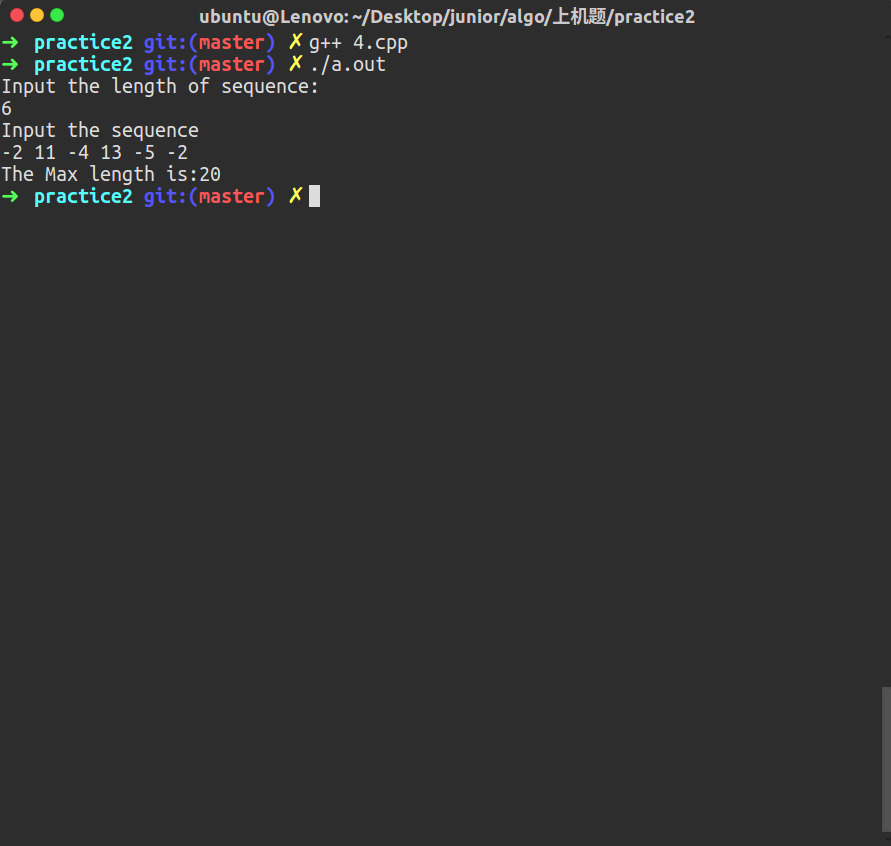 ubuntu@Lenovo: ~/Desktop/junior/algo/上机题/practice2
➜ practice2 git:(master) ✗ g++ 4.cpp
➜ practice2 git:(master) ✗ ./a.out
Input the length of sequence:
6
Input the sequence
-2 11 -4 13 -5 -2
The Max length is:20
➜ practice2 git:(master) ✗